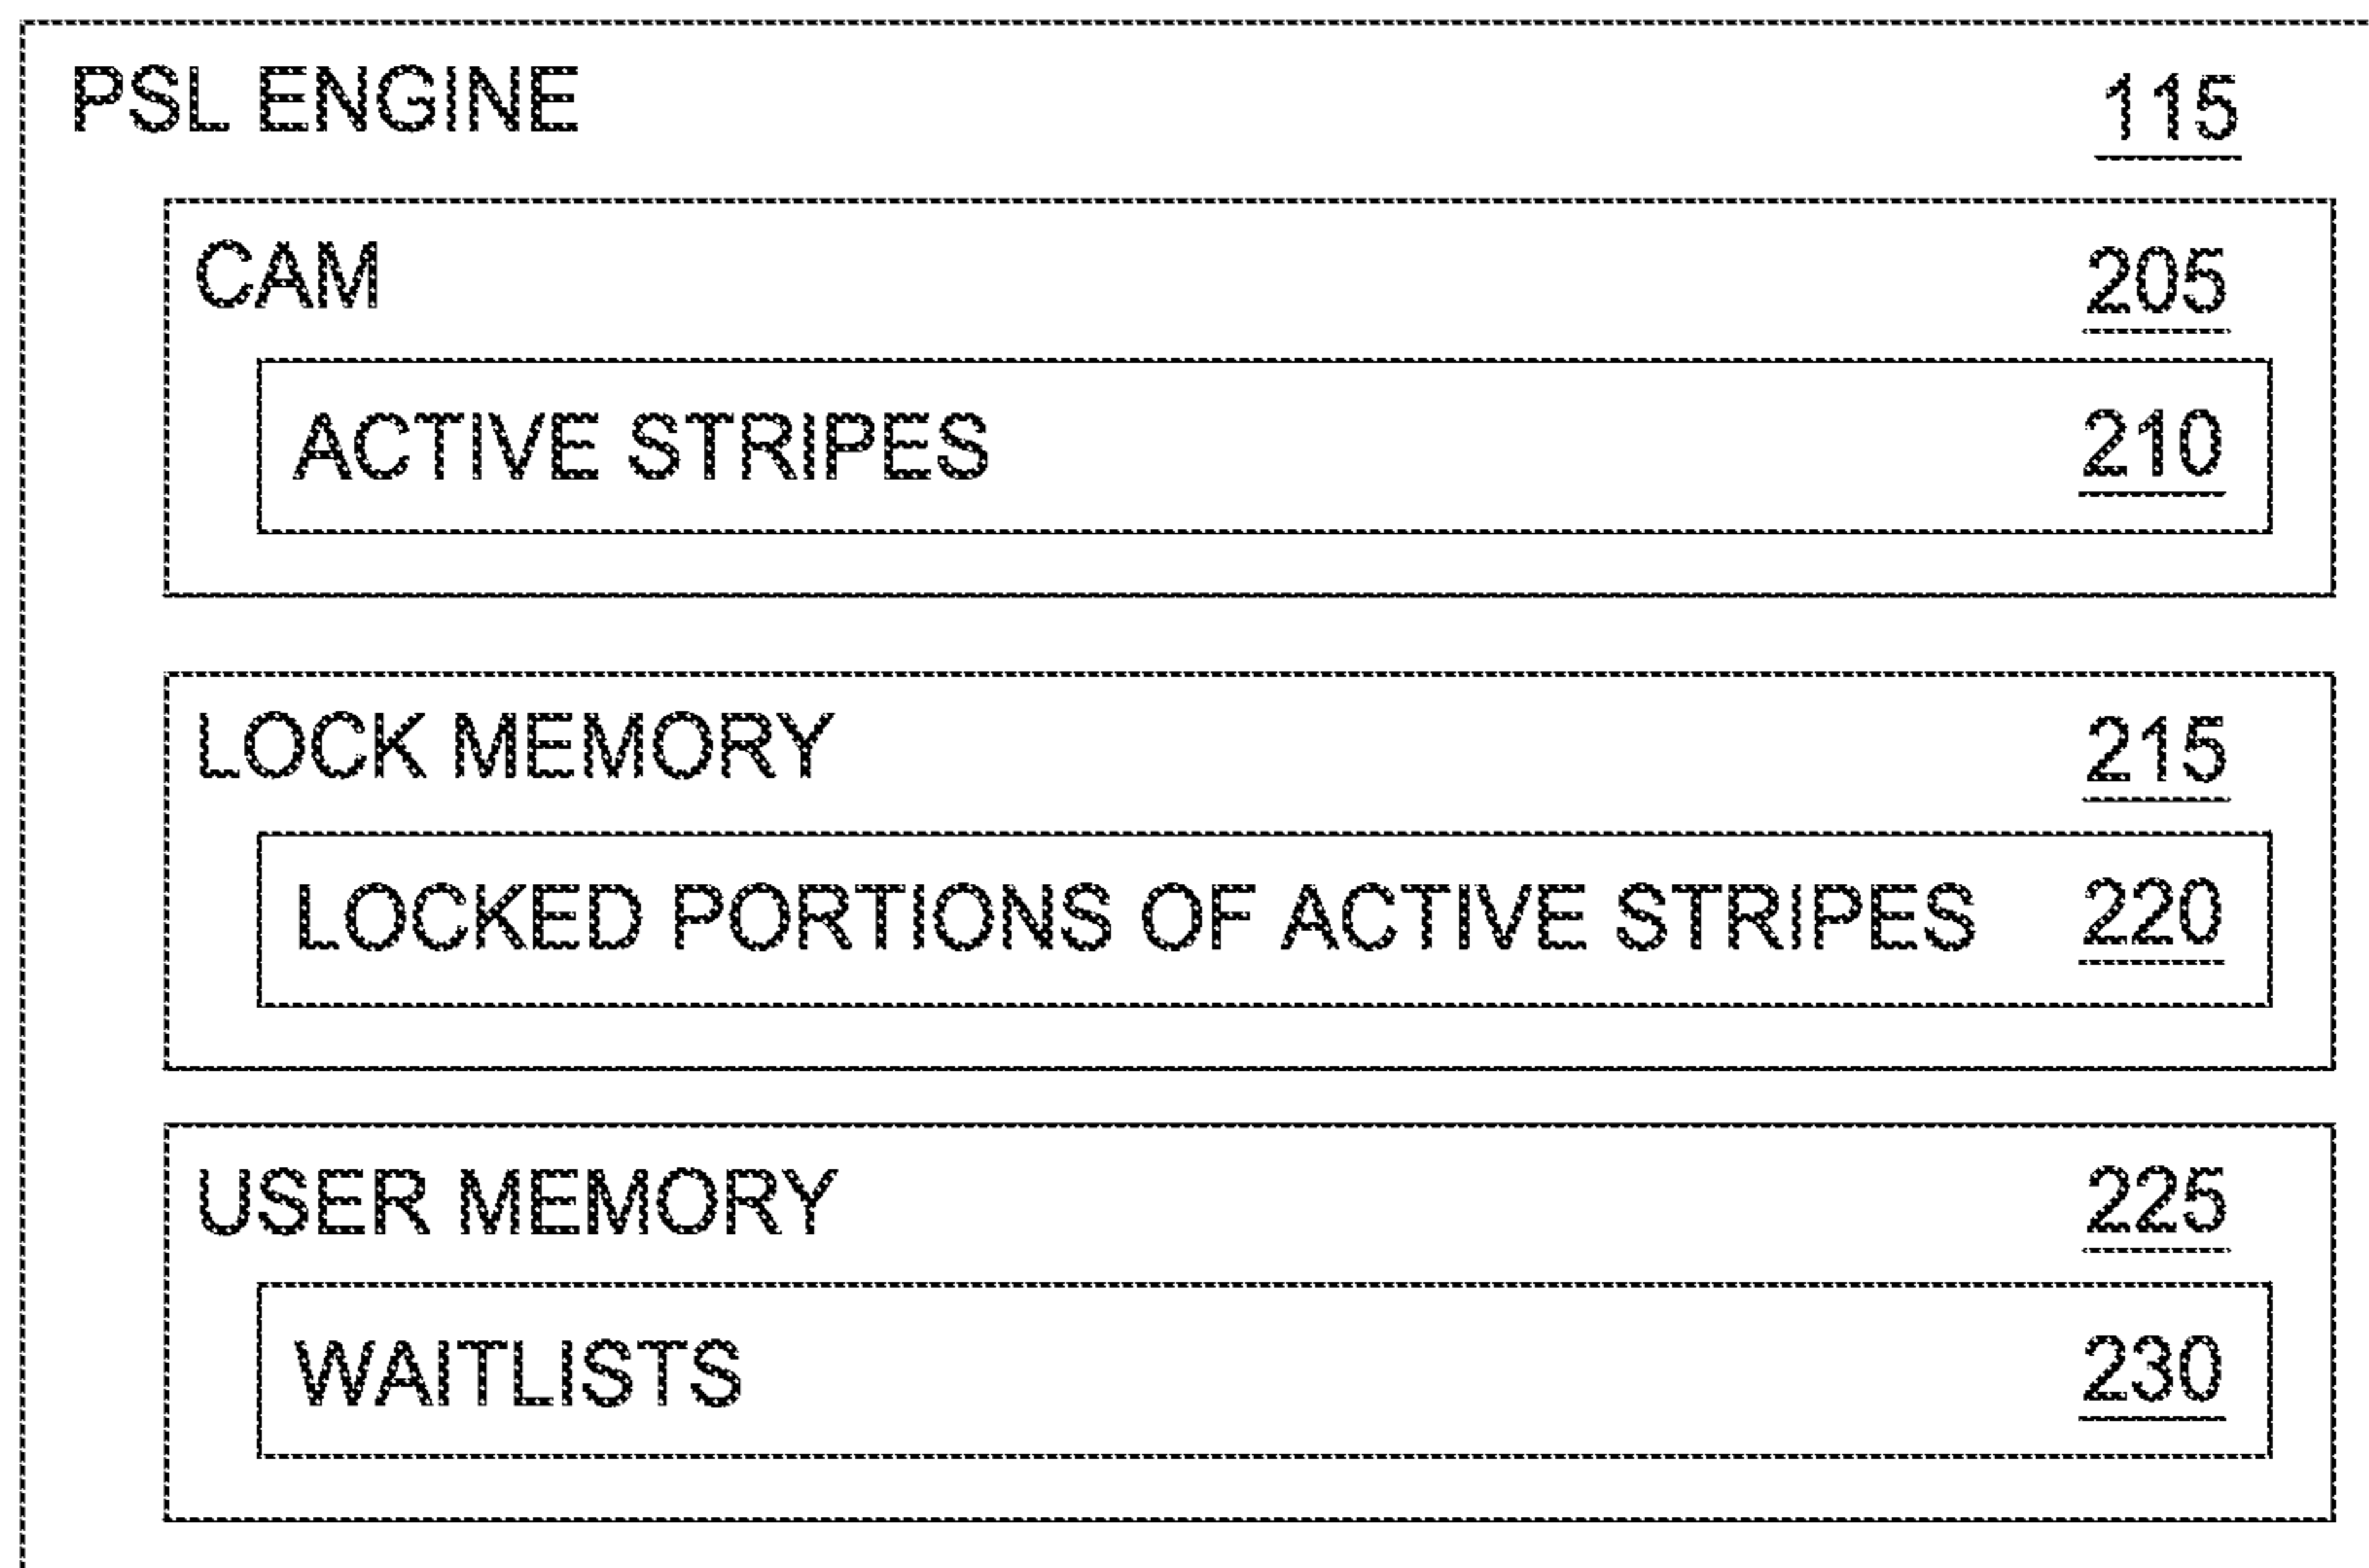 PSL ENGINE 115
CAM 205
ACTIVE STRIPES 210
LOCK MEMORY 215
LOCKED PORTIONS OF ACTIVE STRIPES 220
USER MEMORY 225
WAITLISTS 230